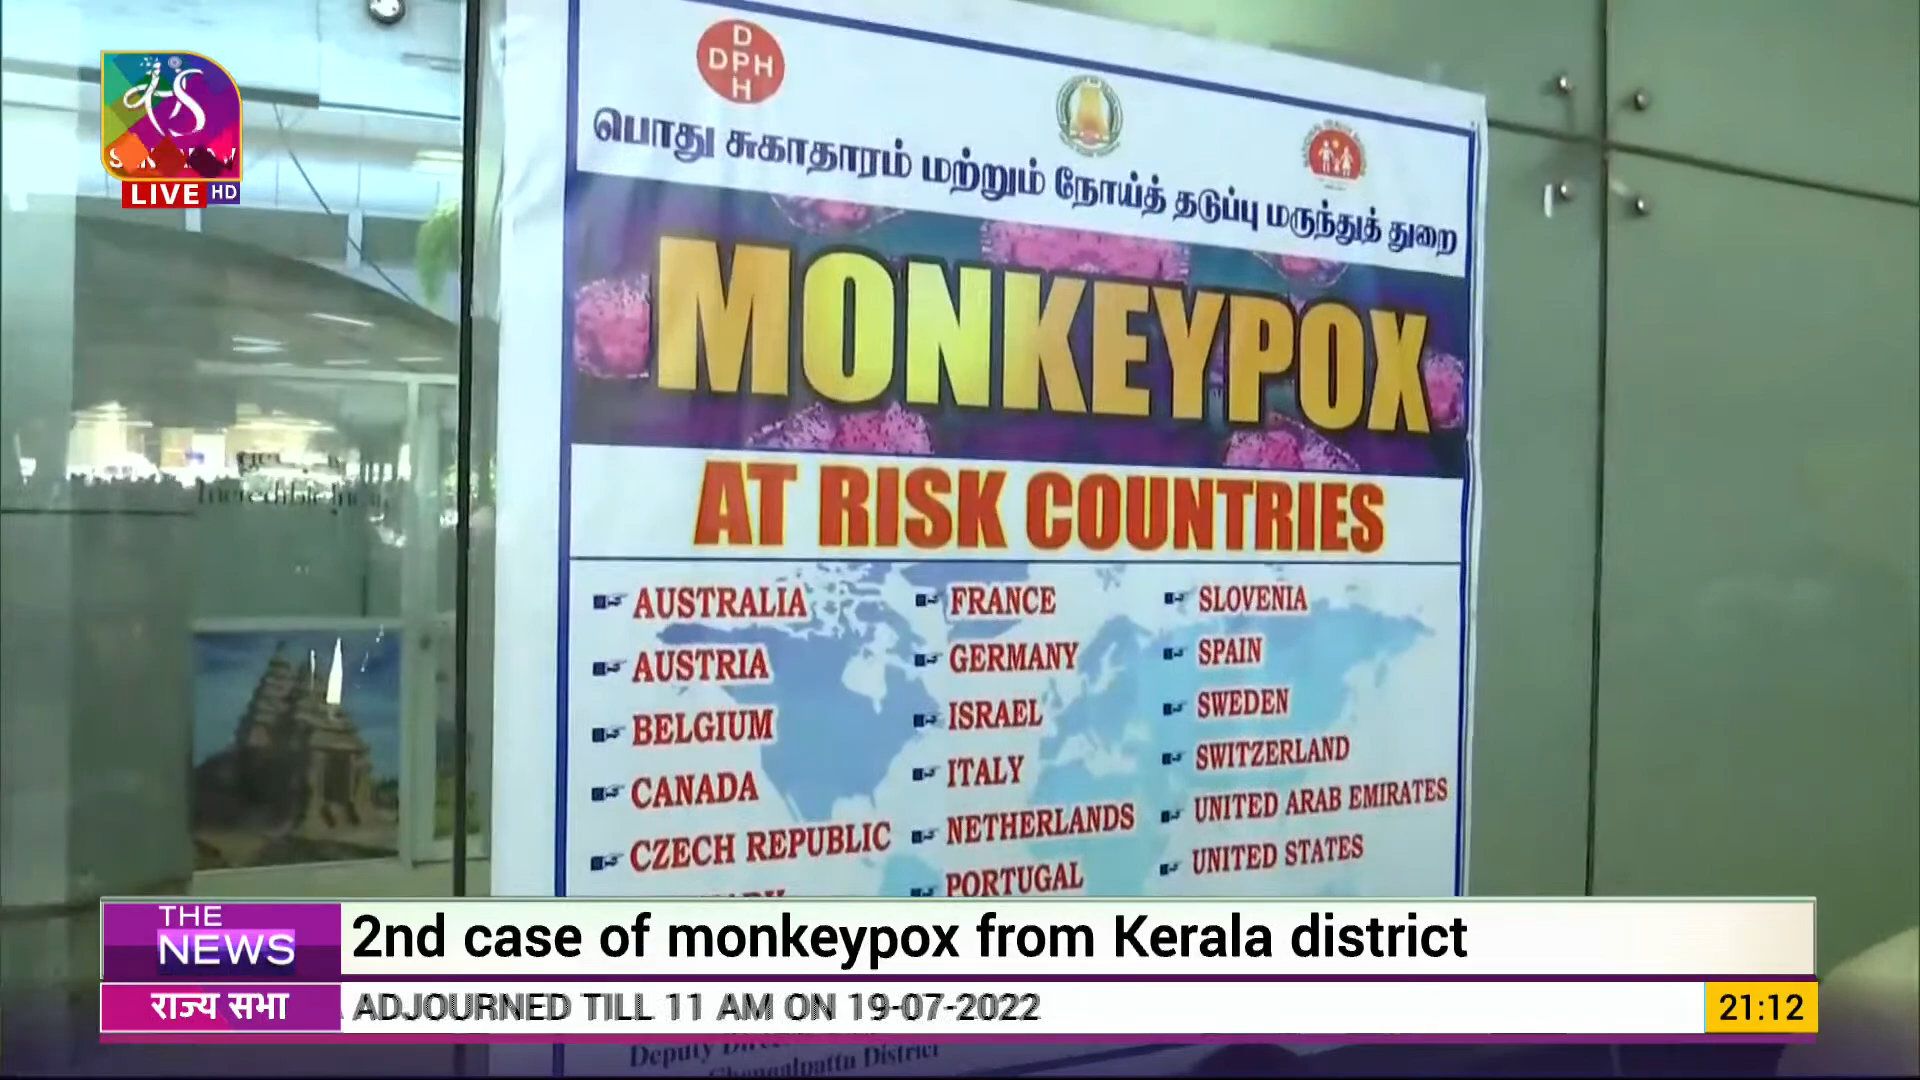 D
DPH
H
பொது சுகாதாரம் மற்றும் நோய்த் தடுப்பு மருந்துத் துறை
LIVE HD
MONKEYPOX
AT RISK COUNTRIES
AUSTRALIA
AUSTRIA
BELGIUM
CANADA
CZECH REPUBLIC
FRANCE
GERMANY
ISRAEL
ITALY
NETHERLANDS
PORTUGAL
SLOVENIA
SPAIN
SWEDEN
SWITZERLAND
UNITED ARAB EMIRATES
UNITED STATES
THE
NEWS
2nd case of monkeypox from Kerala district
राज्य सभा
ADJOURNED TILL 11 AM ON 19-07-2022
21:12
Deputy
Chengalpattu District